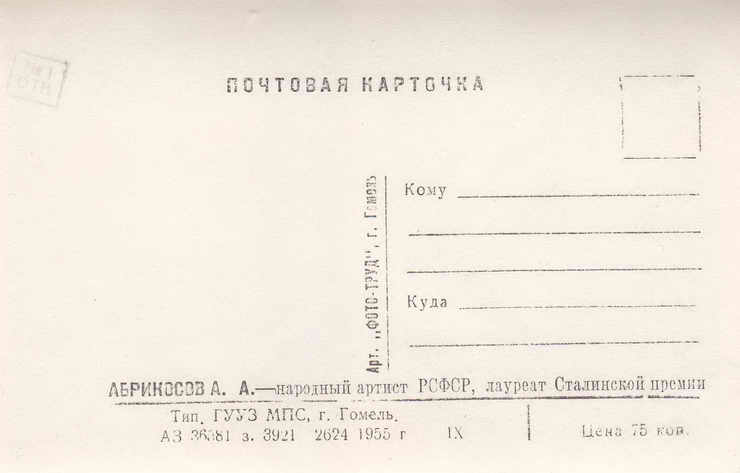 ПОЧТОВАЯ КАРТОЧКА
Кому
Куда
Арт. „ФОТО-ТРУД", г. Гомель
АБРИКОСОВ А. А.—народный артист РСФСР, лауреат Сталинской премии
Тип. ГУУЗ МПС, г. Гомель.
АЗ 36381 з. 3921 2624 1955 г IX Цена 75 коп.